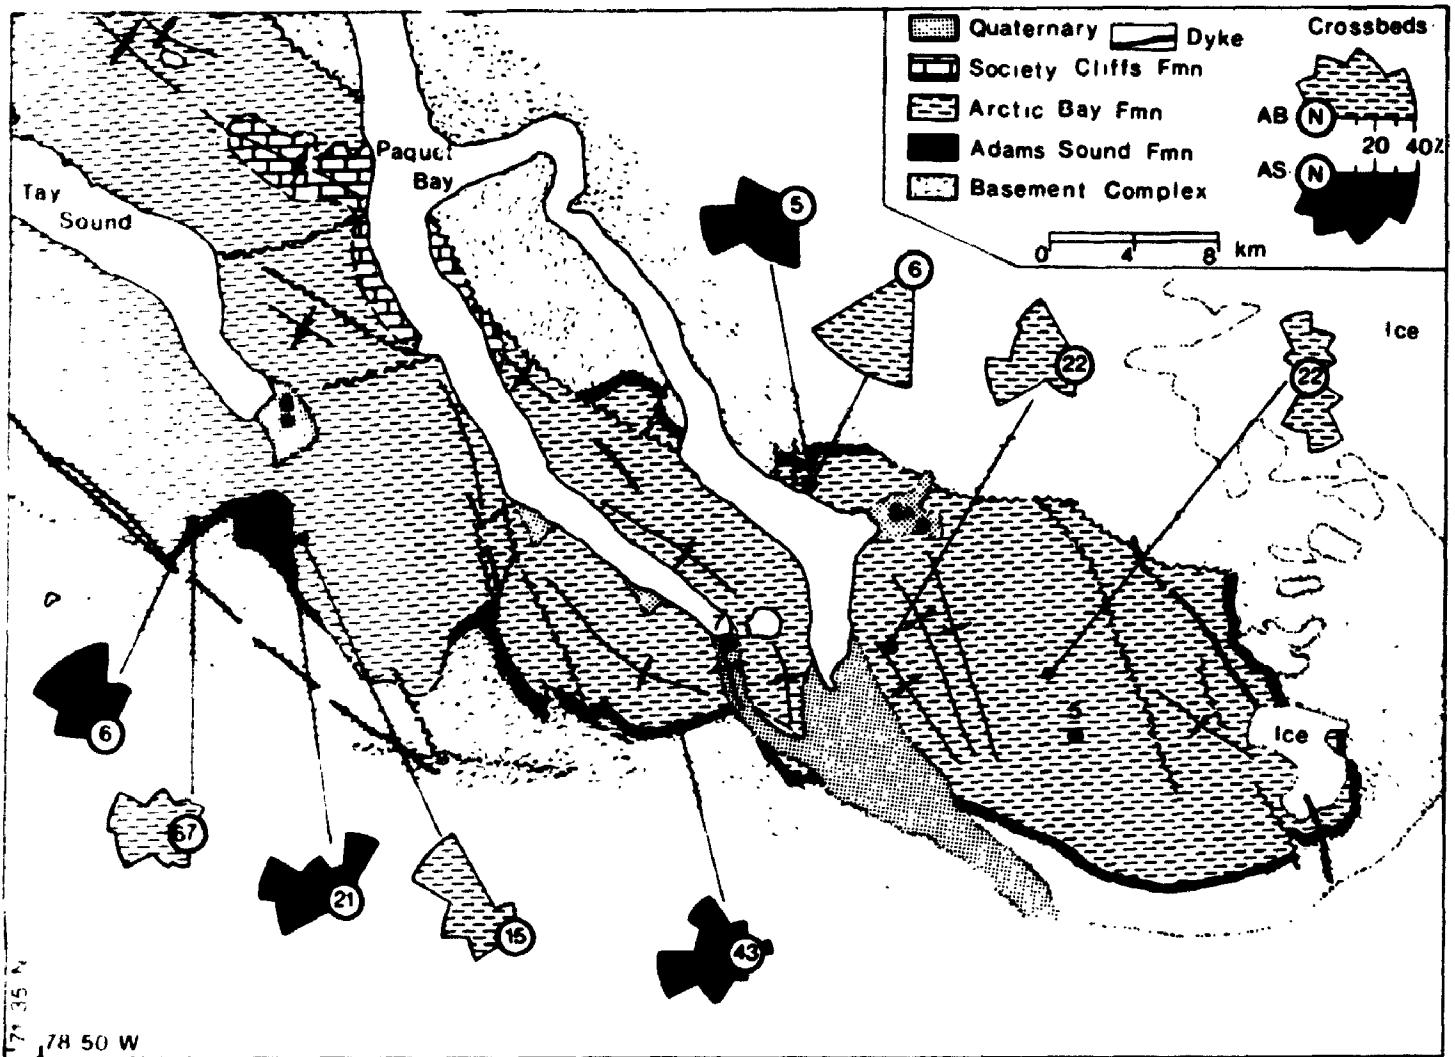 Quaternary
Dyke
Crossbeds
Society Cliffs Fmn
Arctic Bay Fmn
AB N
20 40%
Adams Sound Fmn
AS N
Basement Complex
0 4 8 km
Paquet
Bay
Tay
Sound
5
6
22
22
Ice
7
5
Ice
6
67
21
15
43
78 50 W